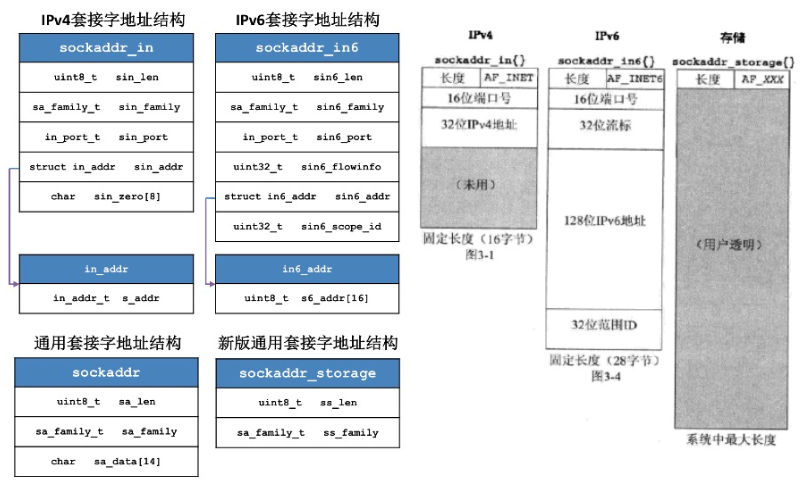 IPv4套接字地址结构
sockaddr_in
uint8_t sin_len
sa_family_t sin_family
in_port_t sin_port
struct in_addr sin_addr
char sin_zero[8]
in_addr
in_addr_t s_addr
IPv6套接字地址结构
sockaddr_in6
uint8_t sin6_len
sa_family_t sin6_family
in_port_t sin6_port
uint32_t sin6_flowinfo
struct in6_addr sin6_addr
uint32_t sin6_scope_id
in6_addr
uint8_t s6_addr[16]
通用套接字地址结构
sockaddr
uint8_t sa_len
sa_family_t sa_family
char sa_data[14]
新版通用套接字地址结构
sockaddr_storage
uint8_t ss_len
sa_family_t ss_family
IPv4
sockaddr_in{}
长度 AF_INET
16位端口号
32位IPv4地址
(未用)
固定长度(16字节)
图3-1
IPv6
sockaddr_in6{}
长度 AF_INET6
16位端口号
32位流标
128位IPv6地址
32位范围ID
固定长度(28字节)
图3-4
存储
sockaddr_storage{}
长度 AF_XXX
(用户透明)
系统中最大长度